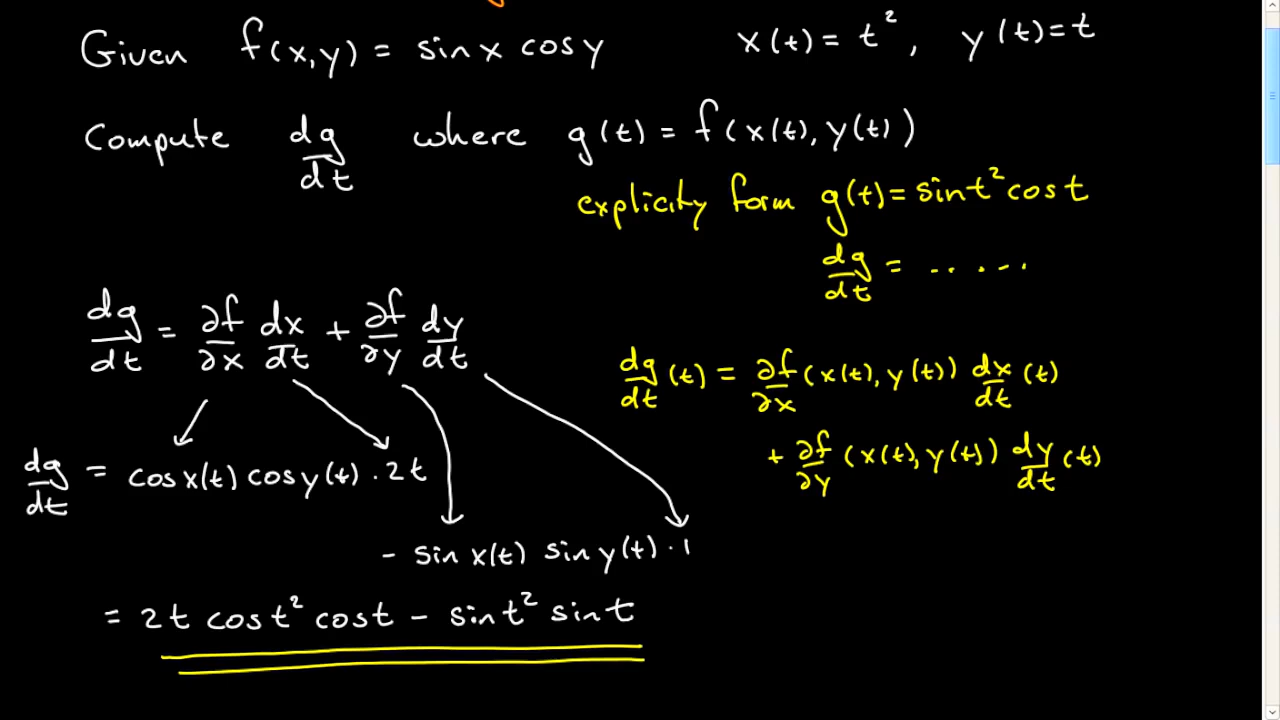 Given f(x,y) = sin x cos y x(t) = t², y(t) = t
Compute dg/dt where g(t) = f(x(t), y(t))
explicity form g(t) = sin t² cos t
dg/dt = ......
dg/dt = ∂f/∂x dx/dt + ∂f/∂y dy/dt
dg/dt (t) = ∂f/∂x (x(t), y(t)) dx/dt (t)
+ ∂f/∂y (x(t), y(t)) dy/dt (t)
dg/dt = cos x(t) cos y(t) · 2t
- sin x(t) sin y(t) · 1
= 2t cos t² cos t - sin t² sin t